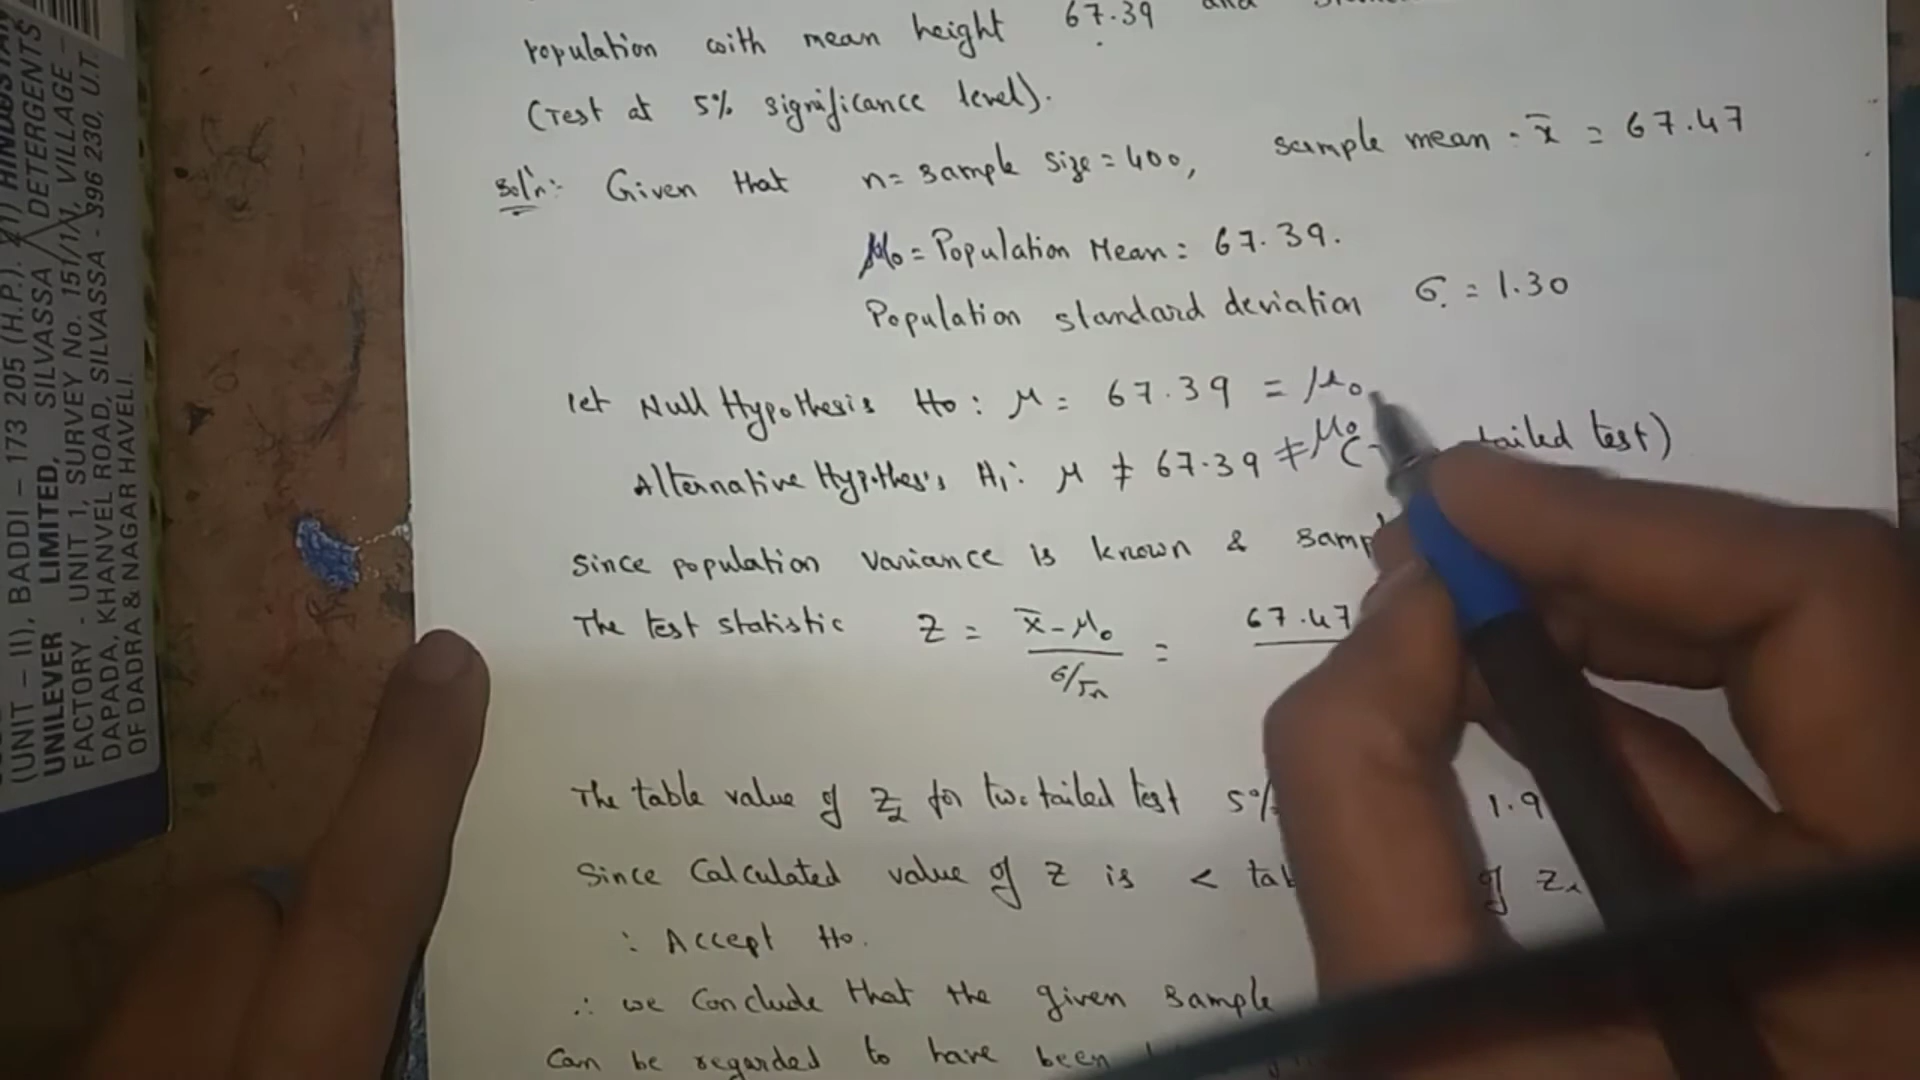 population with mean height 67.39 and
(Test at 5% significance level).
Sol'n:- Given that n = sample size = 400, sample mean = x̄ = 67.47
μ₀ = Population Mean = 67.39.
Population standard deviation σ = 1.30
let Null Hypothesis H₀ : μ = 67.39 = μ₀
Alternative Hypothesis H₁ : μ ≠ 67.39 ≠ μ₀ ( tailed test)
Since population variance is known &
The test statistic Z = x̄ - μ₀ / σ/√n = 67.47
The table value of Zα for two tailed test 5% 1.9
Since Calculated value of Z is < of Zα
∴ Accept H₀.
∴ we conclude that the given sample
can be regarded to have been
(UNIT – II), BADDI – 173 205 (H.P.).
UNILEVER LIMITED, SILVASSA DETERGENTS
FACTORY - UNIT 1, SURVEY No. 151/1/1, VILLAGE -
DAPADA, KHANVEL ROAD, SILVASSA - 396 230, U.T
OF DADRA & NAGAR HAVELI.